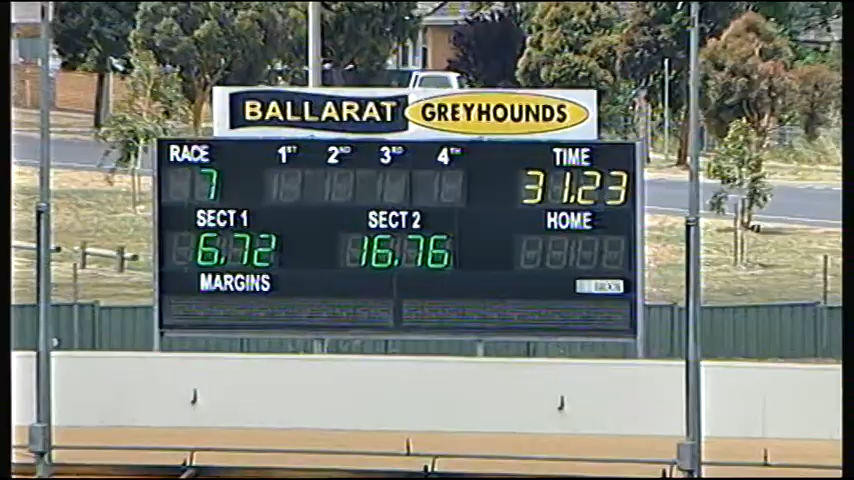 BALLARAT GREYHOUNDS
RACE 1ST 2ND 3RD 4TH TIME
7 31.23
SECT 1 SECT 2 HOME
6.72 16.76
MARGINS